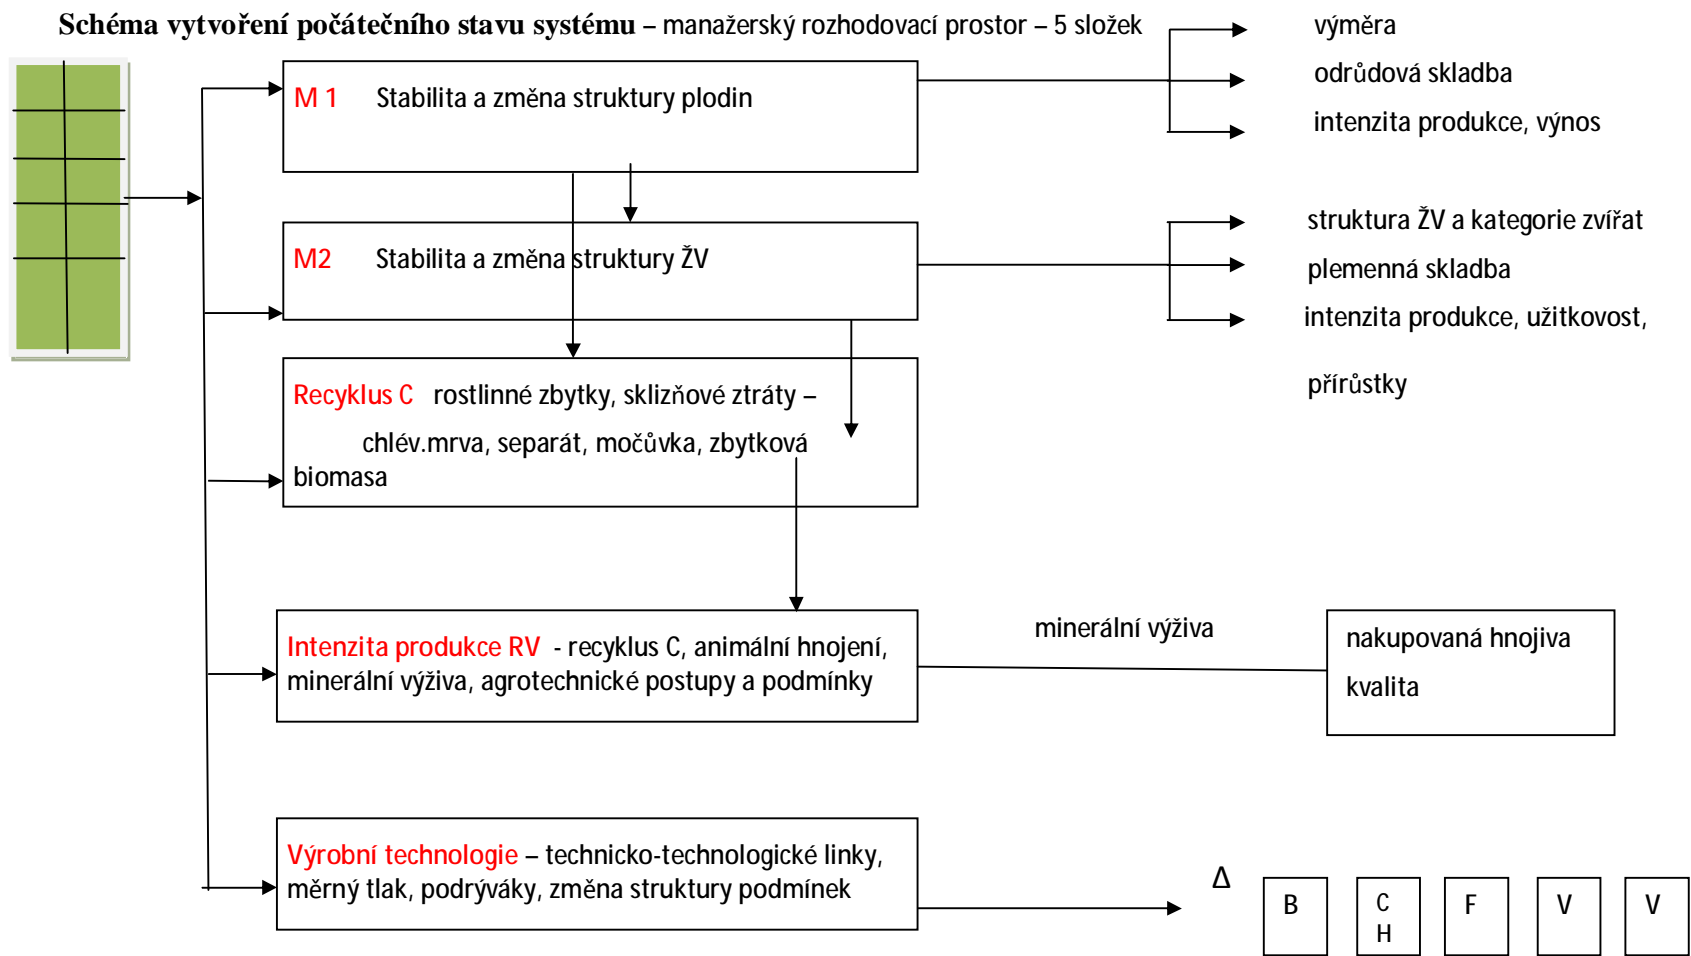 Schéma vytvoření počátečního stavu systému – manažerský rozhodovací prostor – 5 složek
výměra
odrůdová skladba
intenzita produkce, výnos
M 1 Stabilita a změna struktury plodin
struktura ŽV a kategorie zvířat
plemenná skladba
intenzita produkce, užitkovost,
přírůstky
M2 Stabilita a změna struktury ŽV
Recyklus C rostlinné zbytky, sklizňové ztráty –
chlév.mrva, separát, močůvka, zbytková
biomasa
Intenzita produkce RV - recyklus C, animální hnojení,
minerální výživa, agrotechnické postupy a podmínky
minerální výživa
nakupovaná hnojiva
kvalita
Výrobní technologie – technicko-technologické linky,
měrný tlak, podrýváky, změna struktury podmínek
Δ
B
C
H
F
V
V